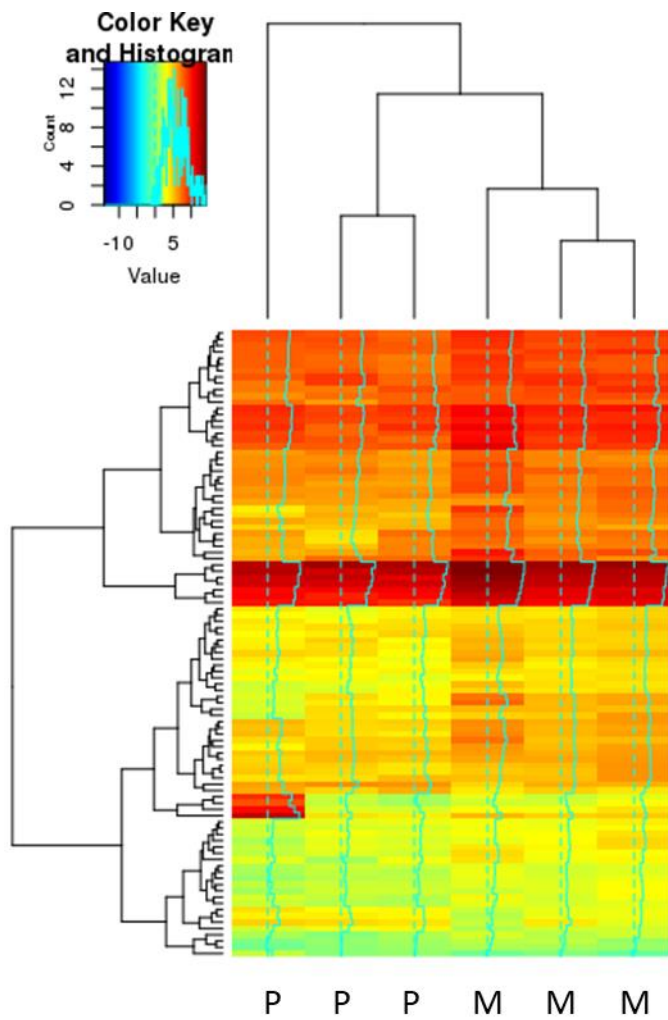 Color Key
and Histogran
12
8
4
0
Count
-10 5
Value
P P P M M M